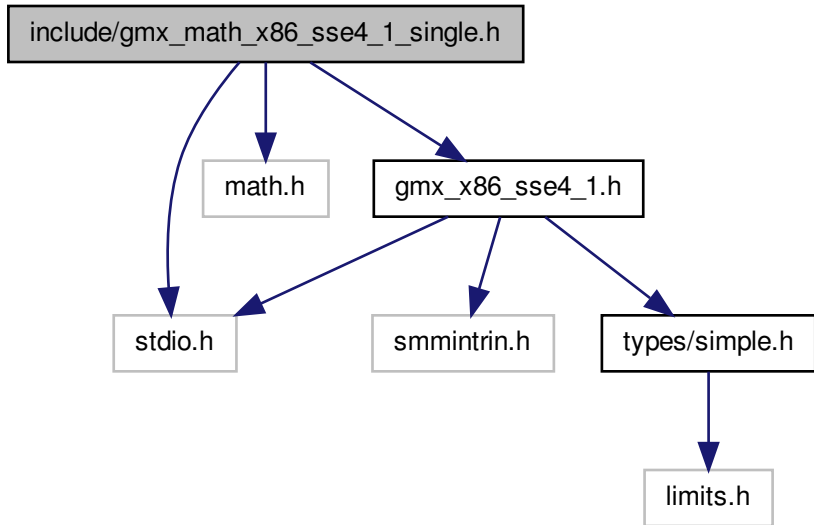 include/gmx_math_x86_sse4_1_single.h
math.h
gmx_x86_sse4_1.h
stdio.h
smmintrin.h
types/simple.h
limits.h